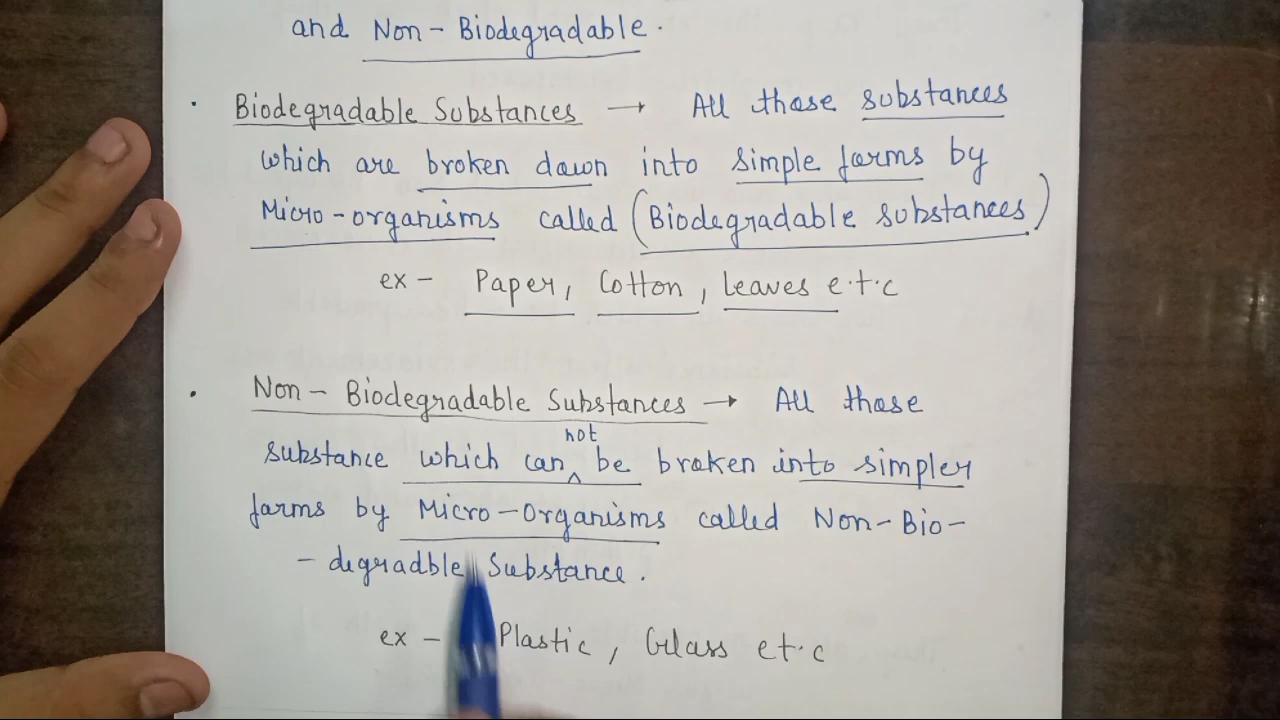 and Non-Biodegradable.
· Biodegradable Substances → All those substances
which are broken down into simple forms by
Micro-organisms called (Biodegradable substances)
ex- Paper, Cotton, Leaves e.t.c
· Non-Biodegradable Substances → All those
not
substance which can ^ be broken into simpler
forms by Micro-Organisms called Non-Bio-
- degradble Substance.
ex- Plastic, Glass et.c